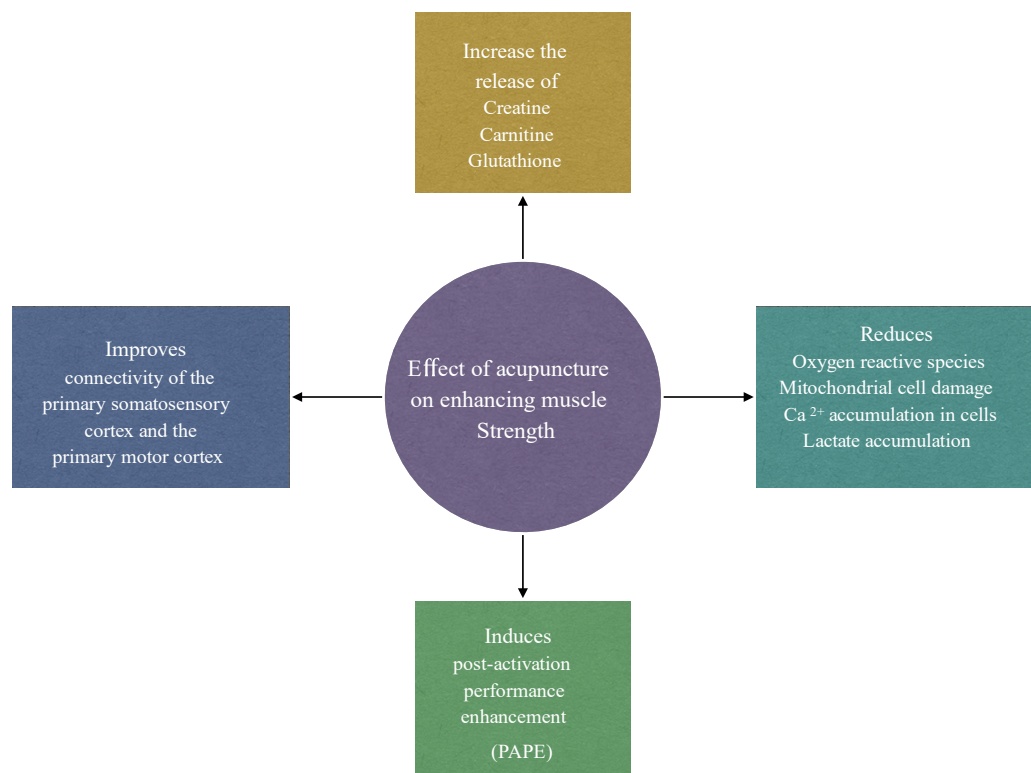 Increase the
release of
Creatine
Carnitine
Glutathione
Improves
connectivity of the
primary somatosensory
cortex and the
primary motor cortex
Effect of acupuncture
on enhancing muscle
Strength
Reduces
Oxygen reactive species
Mitochondrial cell damage
Ca ²⁺ accumulation in cells
Lactate accumulation
Induces
post-activation
performance
enhancement
(PAPE)